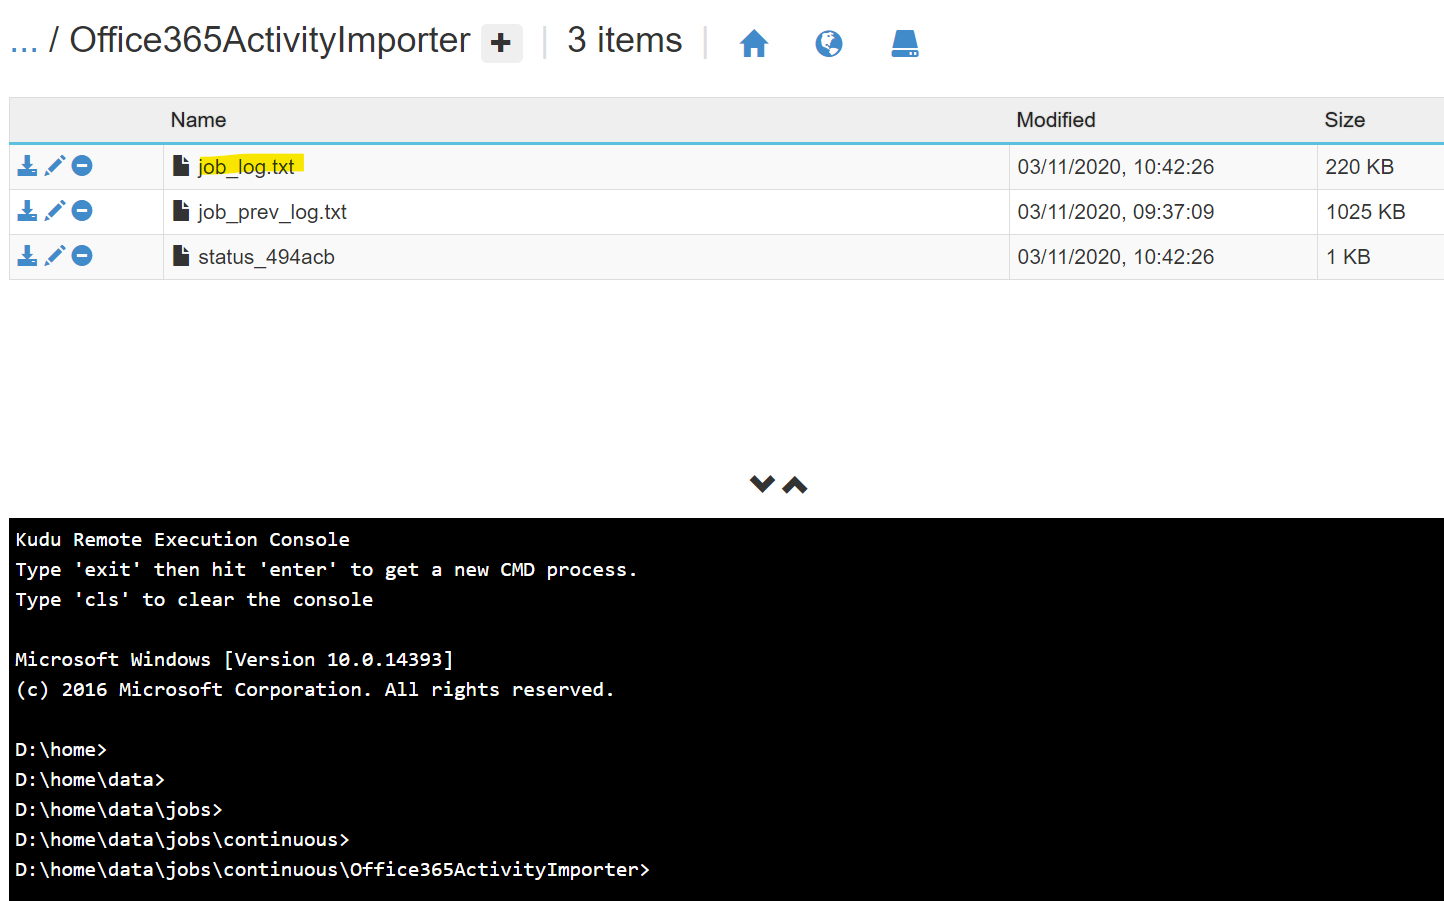 ... / Office365ActivityImporter + | 3 items |
Name Modified Size
job_log.txt 03/11/2020, 10:42:26 220 KB
job_prev_log.txt 03/11/2020, 09:37:09 1025 KB
status_494acb 03/11/2020, 10:42:26 1 KB
Kudu Remote Execution Console
Type 'exit' then hit 'enter' to get a new CMD process.
Type 'cls' to clear the console
Microsoft Windows [Version 10.0.14393]
(c) 2016 Microsoft Corporation. All rights reserved.
D:\home>
D:\home\data>
D:\home\data\jobs>
D:\home\data\jobs\continuous>
D:\home\data\jobs\continuous\Office365ActivityImporter>